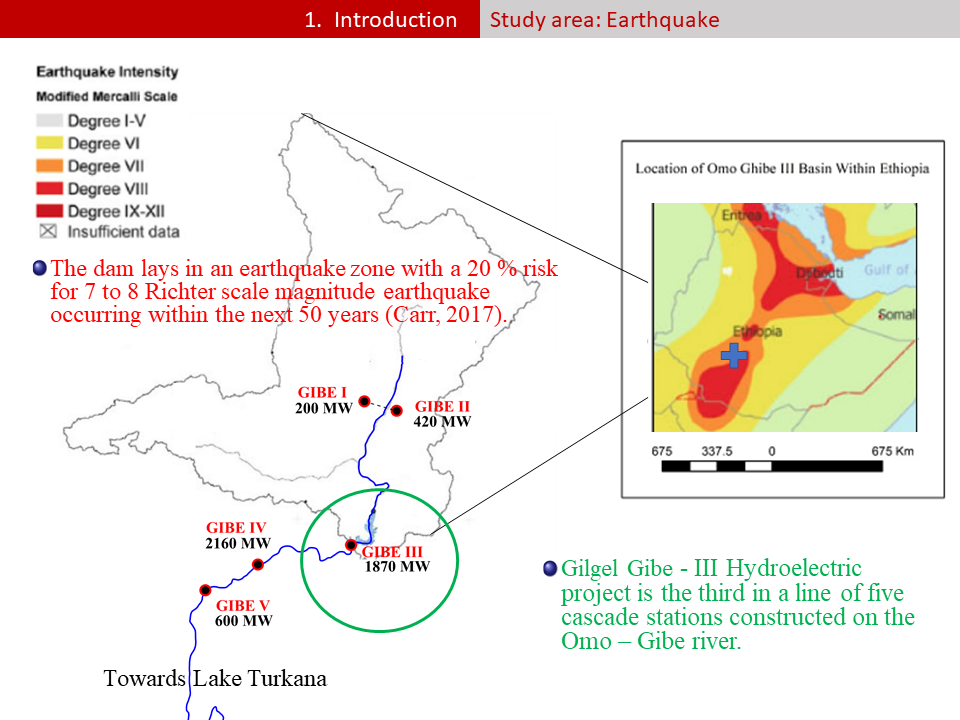 1. Introduction
Study area: Earthquake
Earthquake Intensity
Modified Mercalli Scale
Degree I-V
Degree VI
Degree VII
Degree VIII
Degree IX-XII
Insufficient data
The dam lays in an earthquake zone with a 20 % risk
for 7 to 8 Richter scale magnitude earthquake
occurring within the next 50 years (Carr, 2017).
Location of Omo Ghibe III Basin Within Ethiopia
Eritrea
Djibouti
Gulf of
Somal
Ethiopia
675 337.5 0 675 Km
GIBE I
200 MW
GIBE II
420 MW
GIBE IV
2160 MW
GIBE III
1870 MW
GIBE V
600 MW
Gilgel Gibe - III Hydroelectric
project is the third in a line of five
cascade stations constructed on the
Omo – Gibe river.
Towards Lake Turkana